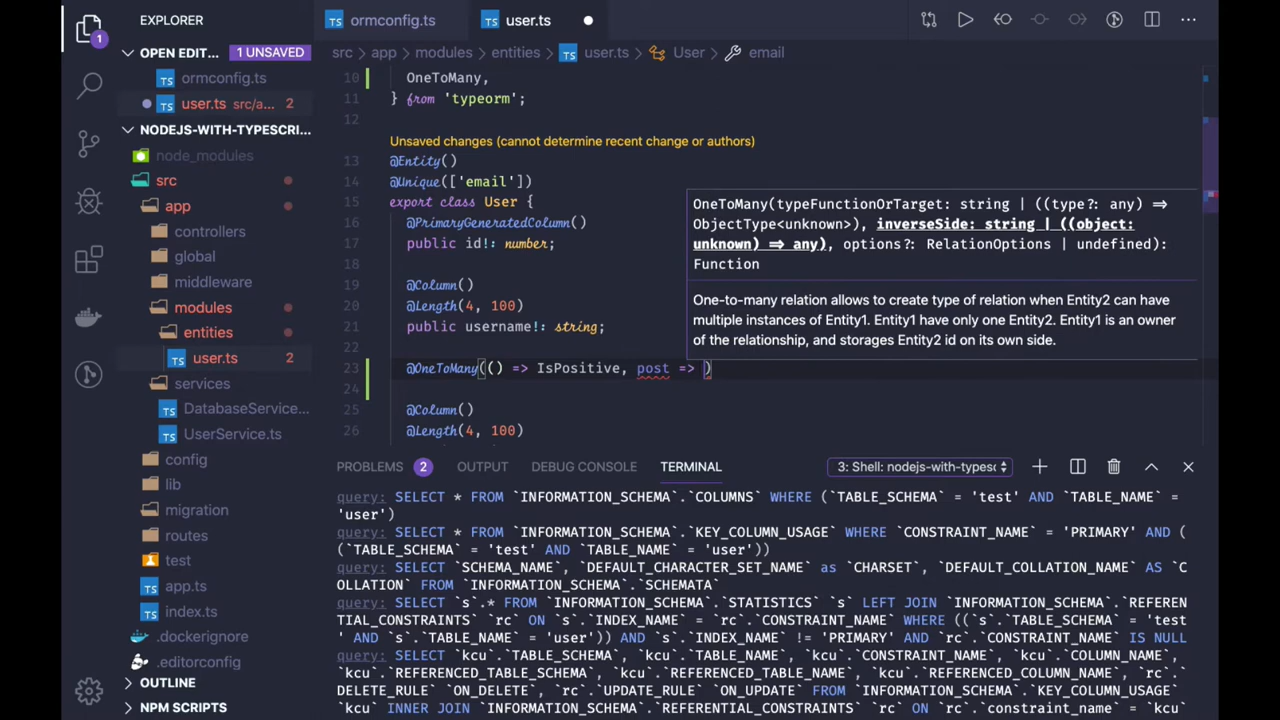 EXPLORER
1
OPEN EDIT... 1 UNSAVED
ormconfig.ts
user.ts src/a... 2
NODEJS-WITH-TYPESCRI...
node_modules
src
app
controllers
global
middleware
modules
entities
user.ts 2
services
DatabaseService...
UserService.ts
config
lib
migration
routes
test
app.ts
index.ts
.dockerignore
.editorconfig
OUTLINE
NPM SCRIPTS
ormconfig.ts user.ts
src > app > modules > entities > user.ts > User > email
10 OneToMany,
11 } from 'typeorm';
12
Unsaved changes (cannot determine recent change or authors)
13 @Entity()
14 @Unique(['email'])
15 export class User {
16 @PrimaryGeneratedColumn()
17 public id!: number;
18
19 @Column()
20 @Length(4, 100)
21 public username!: string;
22
23 @OneToMany(() => IsPositive, post => )
24
25 @Column()
26 @Length(4, 100)
OneToMany(typeFunctionOrTarget: string | ((type?: any) =>
ObjectType<unknown>), inverseSide: string | ((object:
unknown) => any), options?: RelationOptions | undefined):
Function
One-to-many relation allows to create type of relation when Entity2 can have
multiple instances of Entity1. Entity1 have only one Entity2. Entity1 is an owner
of the relationship, and storages Entity2 id on its own side.
PROBLEMS 2 OUTPUT DEBUG CONSOLE TERMINAL 3: Shell: nodejs-with-typesc
query: SELECT * FROM `INFORMATION_SCHEMA`.`COLUMNS` WHERE (`TABLE_SCHEMA` = 'test' AND `TABLE_NAME` =
'user')
query: SELECT * FROM `INFORMATION_SCHEMA`.`KEY_COLUMN_USAGE` WHERE `CONSTRAINT_NAME` = 'PRIMARY' AND (
(`TABLE_SCHEMA` = 'test' AND `TABLE_NAME` = 'user'))
query: SELECT `SCHEMA_NAME`, `DEFAULT_CHARACTER_SET_NAME` as `CHARSET`, `DEFAULT_COLLATION_NAME` AS `C
OLLATION` FROM `INFORMATION_SCHEMA`.`SCHEMATA`
query: SELECT `s`.* FROM `INFORMATION_SCHEMA`.`STATISTICS` `s` LEFT JOIN `INFORMATION_SCHEMA`.`REFEREN
TIAL_CONSTRAINTS` `rc` ON `s`.`INDEX_NAME` = `rc`.`CONSTRAINT_NAME` WHERE ((`s`.`TABLE_SCHEMA` = 'test
' AND `s`.`TABLE_NAME` = 'user')) AND `s`.`INDEX_NAME` != 'PRIMARY' AND `rc`.`CONSTRAINT_NAME` IS NULL
query: SELECT `kcu`.`TABLE_SCHEMA`, `kcu`.`TABLE_NAME`, `kcu`.`CONSTRAINT_NAME`, `kcu`.`COLUMN_NAME`,
`kcu`.`REFERENCED_TABLE_NAME`, `kcu`.`REFERENCED_TABLE_NAME`, `kcu`.`REFERENCED_COLUMN_NAME`, `rc`.`
DELETE_RULE` `ON_DELETE`, `rc`.`UPDATE_RULE` `ON_UPDATE` FROM `INFORMATION_SCHEMA`.`KEY_COLUMN_USAGE`
`kcu` INNER JOIN `INFORMATION_SCHEMA`.`REFERENTIAL_CONSTRAINTS` `rc` ON `rc`.`constraint_name` = `kcu`